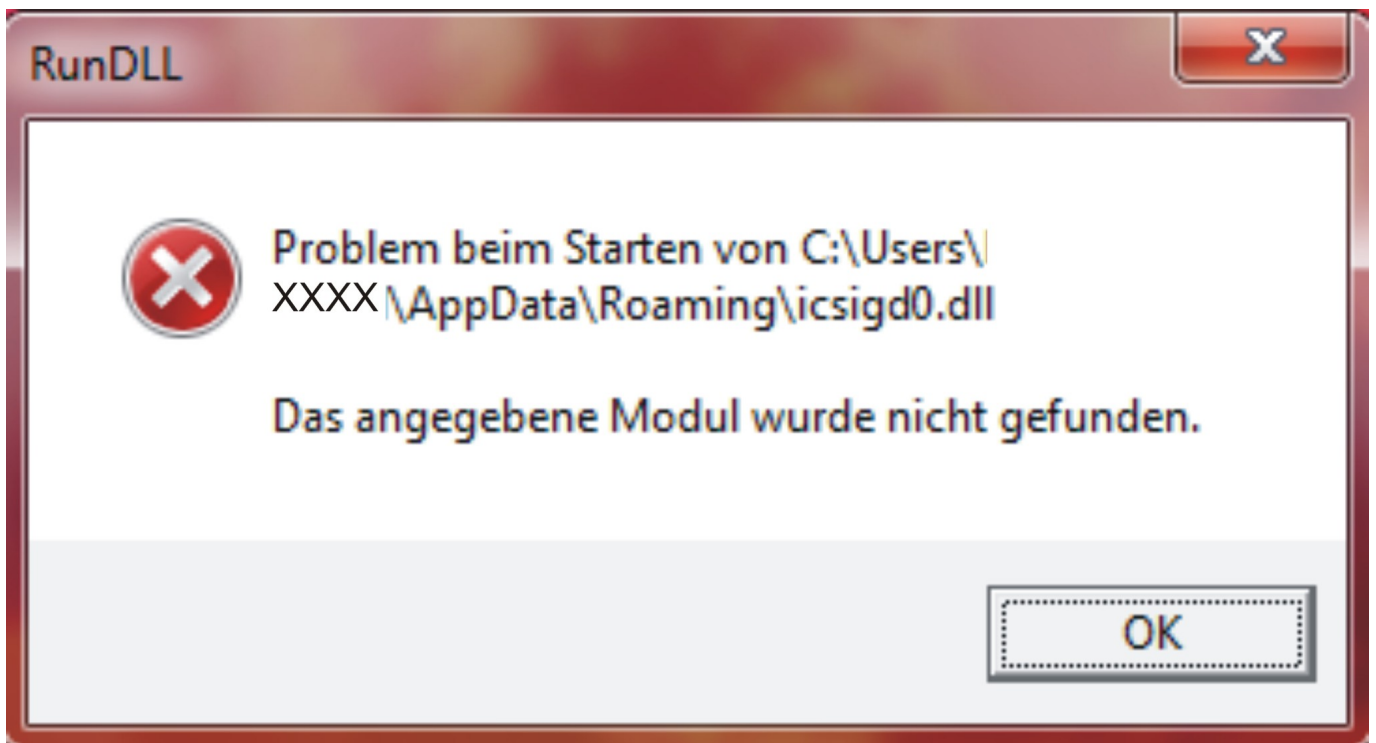 RunDLL
Problem beim Starten von C:\Users\
XXXX\AppData\Roaming\icsigd0.dll
Das angegebene Modul wurde nicht gefunden.
OK